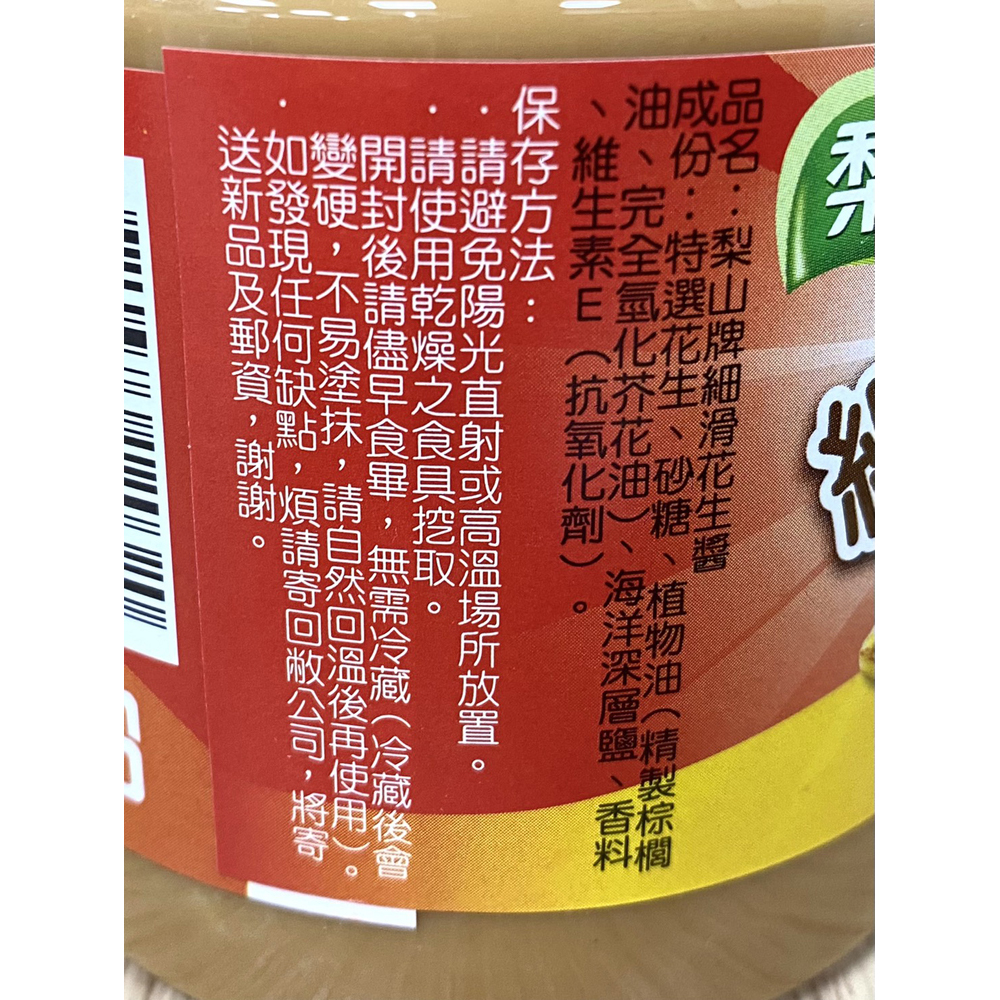 品名：梨山牌細滑花生醬
成份：特選花生、砂糖、植物油（精製棕櫚
油、完全氫化芥花油）、海洋深層鹽、香料
、維生素E（抗氧化劑）。
保存方法：
．請避免陽光直射或高溫場所放置。
．請使用乾燥之食具挖取。
開封後請儘早食畢，無需冷藏（冷藏後會
變硬，不易塗抹，請自然回溫後再使用）。
．如發現任何缺點，煩請寄回敝公司，將寄
送新品及郵資，謝謝。